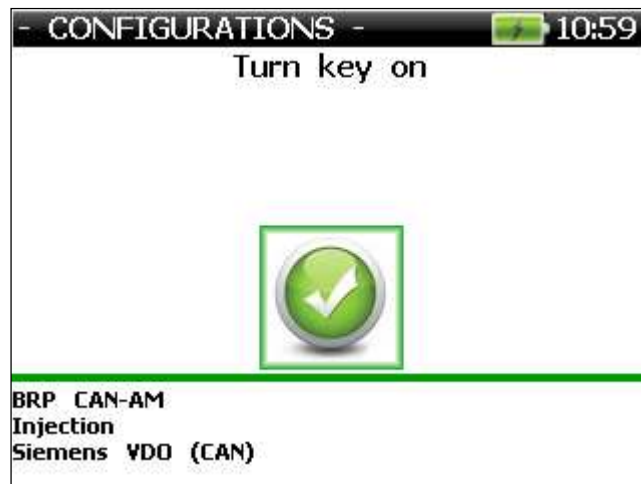 - CONFIGURATIONS - 10:59
Turn key on
BRP CAN-AM
Injection
Siemens VDO (CAN)